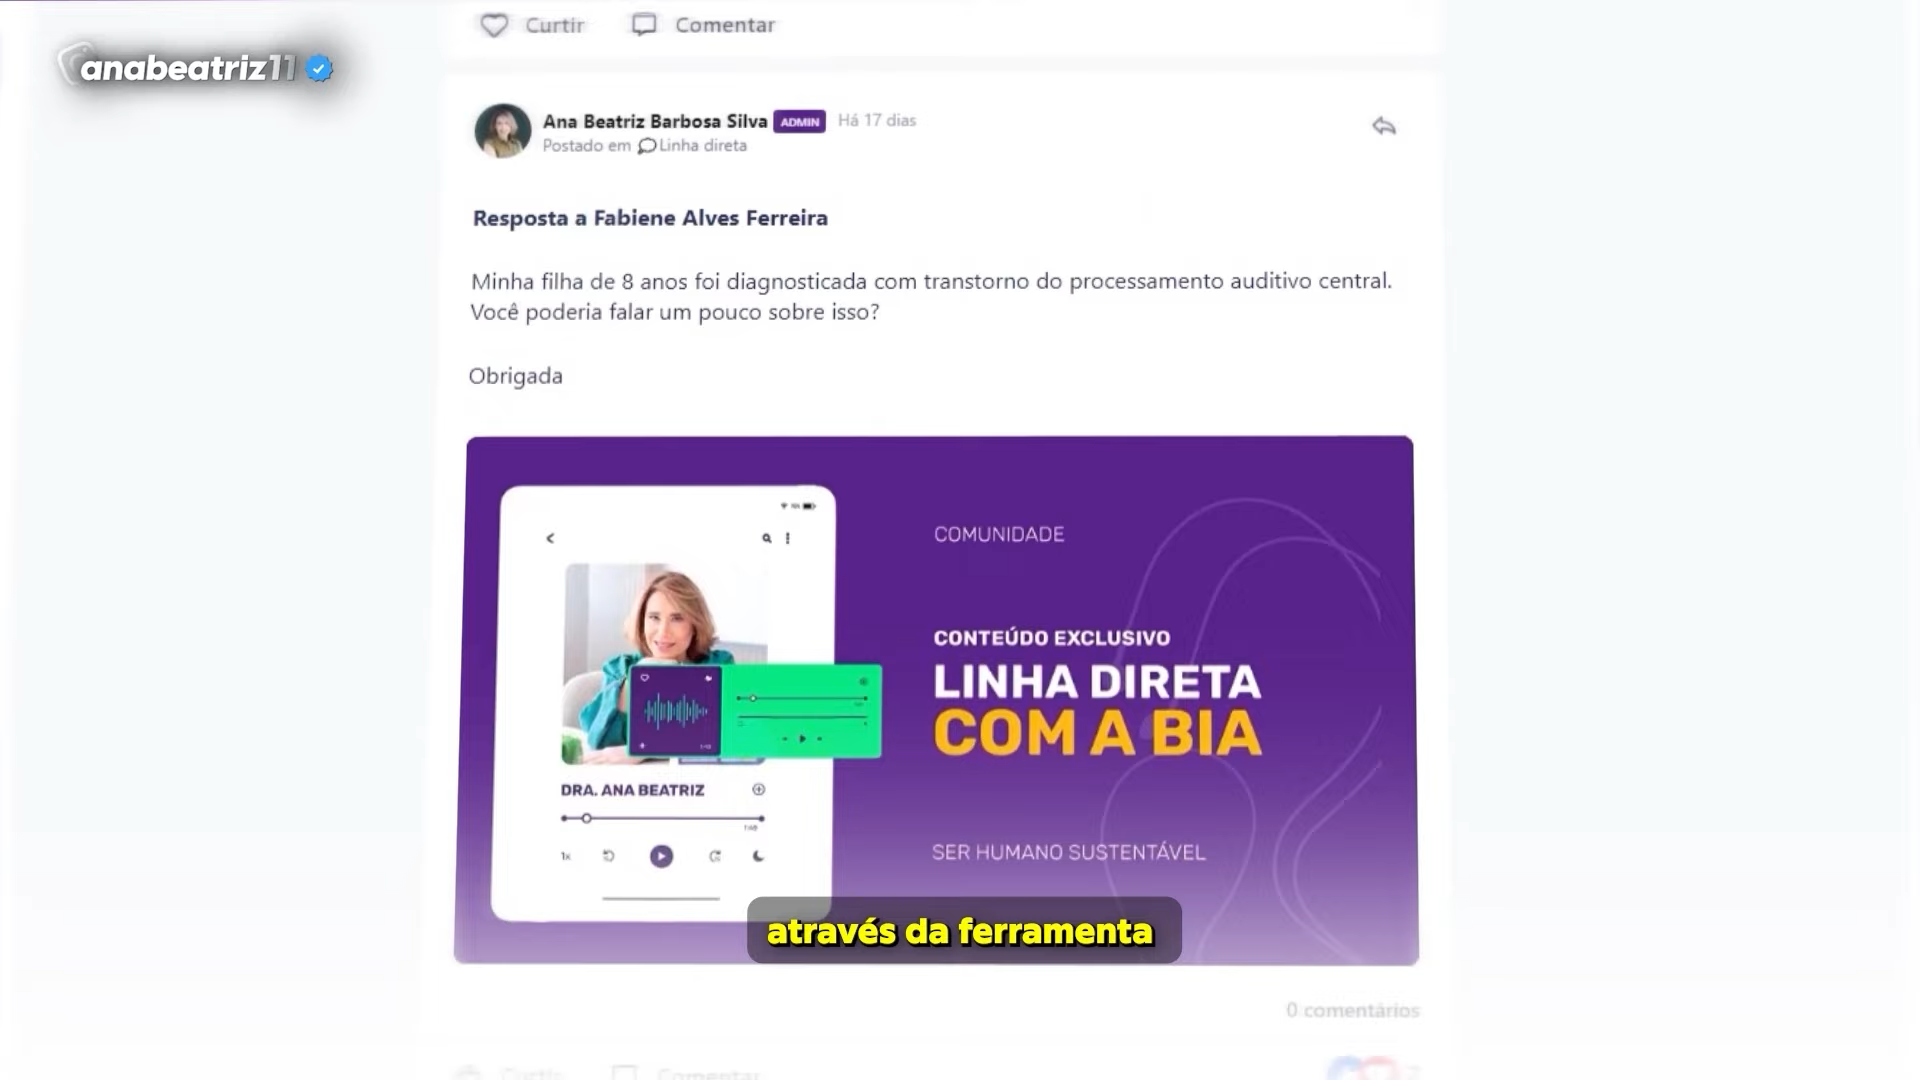 Curtir Comentar
anabeatriz11
Ana Beatriz Barbosa Silva ADMIN Há 17 dias
Postado em Linha direta
Resposta a Fabiene Alves Ferreira
Minha filha de 8 anos foi diagnosticada com transtorno do processamento auditivo central.
Você poderia falar um pouco sobre isso?
Obrigada
COMUNIDADE
CONTEÚDO EXCLUSIVO
LINHA DIRETA
COM A BIA
DRA. ANA BEATRIZ
1x
SER HUMANO SUSTENTÁVEL
através da ferramenta
0 comentários
Curtir Comentar